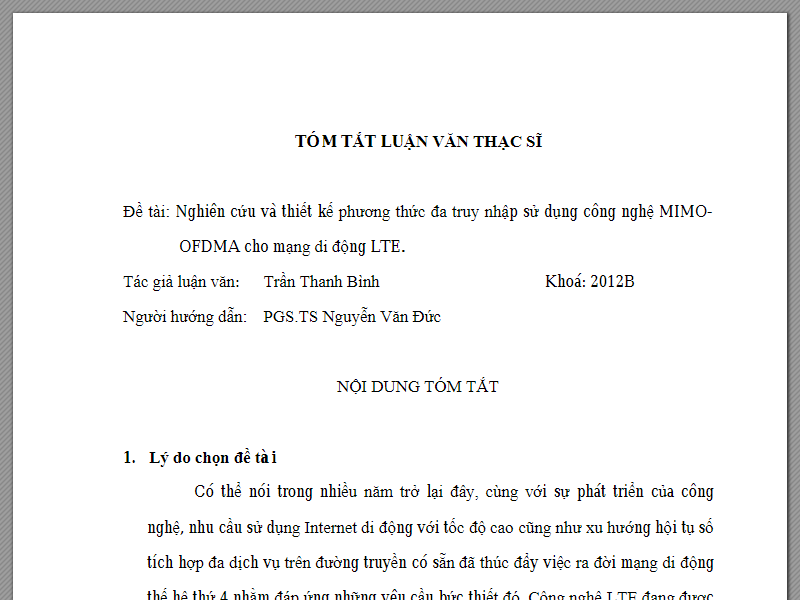 TÓM TẮT LUẬN VĂN THẠC SĨ
Đề tài: Nghiên cứu và thiết kế phương thức đa truy nhập sử dụng công nghệ MIMO-
OFDMA cho mạng di động LTE.
Tác giả luận văn: Trần Thanh Bình Khoá: 2012B
Người hướng dẫn: PGS.TS Nguyễn Văn Đức
NỘI DUNG TÓM TẮT
1. Lý do chọn đề tài
Có thể nói trong nhiều năm trở lại đây, cùng với sự phát triển của công
nghệ, nhu cầu sử dụng Internet di động với tốc độ cao cũng như xu hướng hội tụ số
tích hợp đa dịch vụ trên đường truyền có sẵn đã thúc đẩy việc ra đời mạng di động
thế hệ thứ 4 nhằm đáp ứng những yêu cầu bức thiết đó. Công nghệ LTE đang được